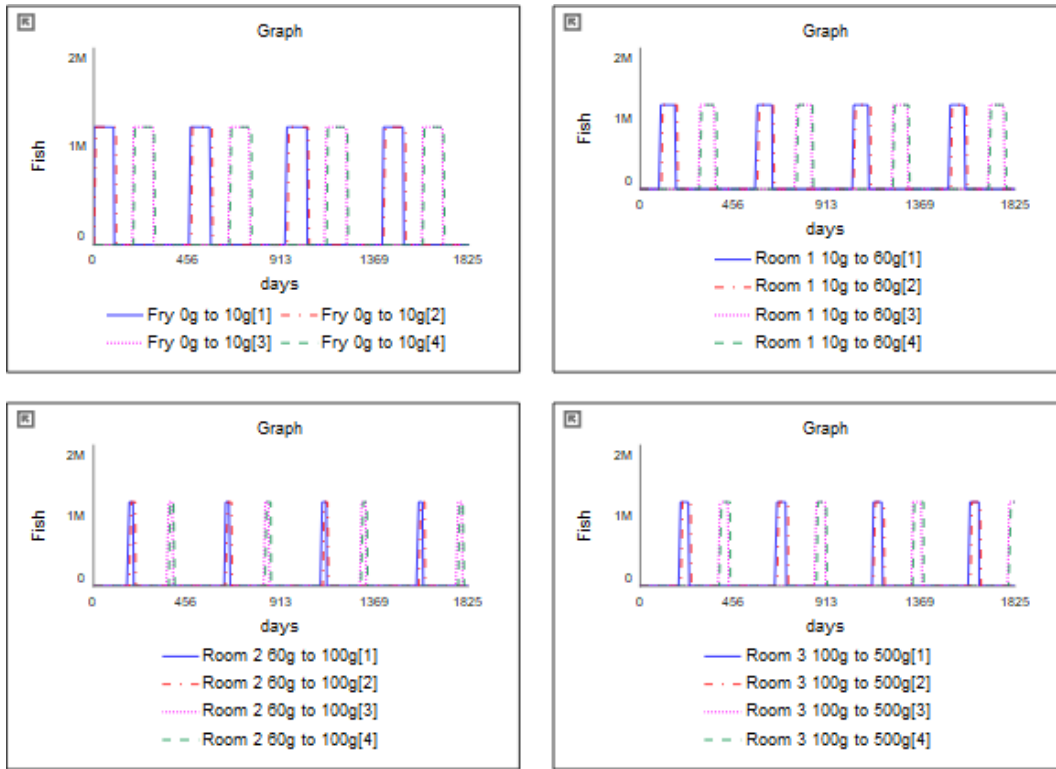 Graph
2M
1M
0
Fish
0 456 913 1369 1825
days
Fry 0g to 10g[1] Fry 0g to 10g[2]
Fry 0g to 10g[3] Fry 0g to 10g[4]
Graph
2M
1M
0
Fish
0 456 913 1369 1825
days
Room 1 10g to 60g[1]
Room 1 10g to 60g[2]
Room 1 10g to 60g[3]
Room 1 10g to 60g[4]
Graph
2M
1M
0
Fish
0 456 913 1369 1825
days
Room 2 60g to 100g[1]
Room 2 60g to 100g[2]
Room 2 60g to 100g[3]
Room 2 60g to 100g[4]
Graph
2M
1M
0
Fish
0 456 913 1369 1825
days
Room 3 100g to 500g[1]
Room 3 100g to 500g[2]
Room 3 100g to 500g[3]
Room 3 100g to 500g[4]